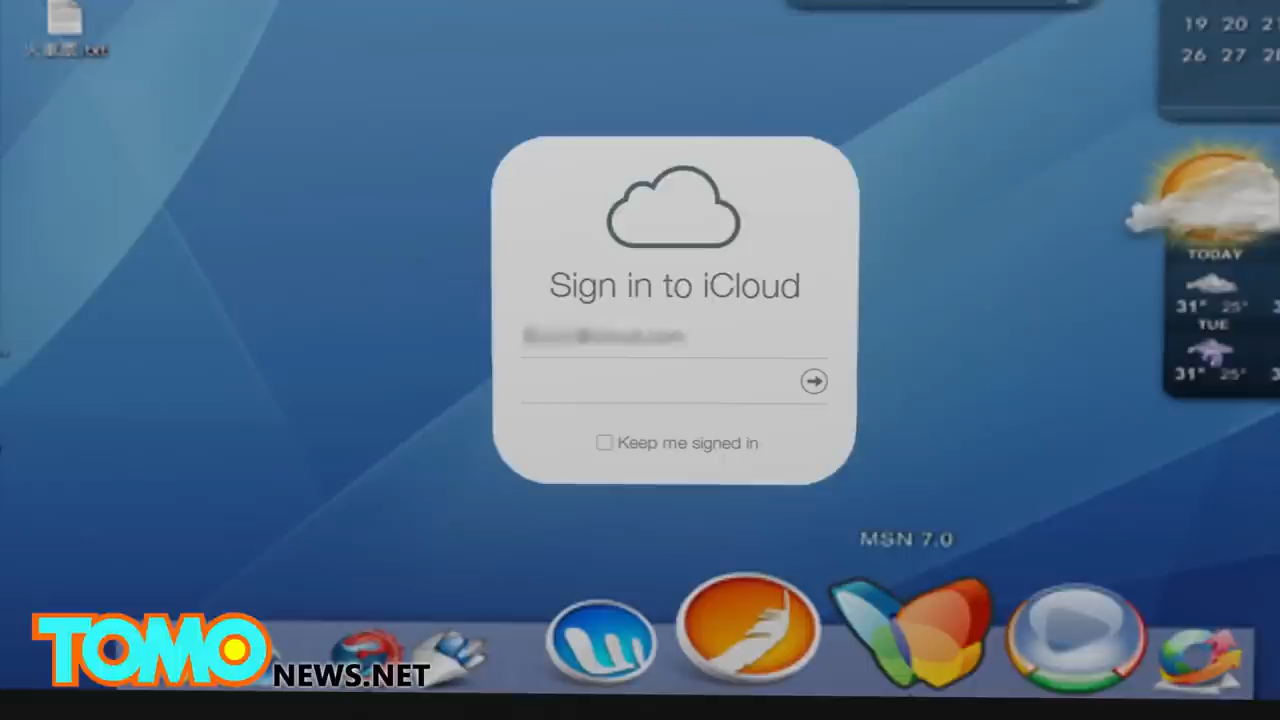 19 20 21
26 27 28
Sign in to iCloud
TODAY
31° 25°
TUE
31° 25°
Keep me signed in
MSN 7.0
TOMO
NEWS.NET